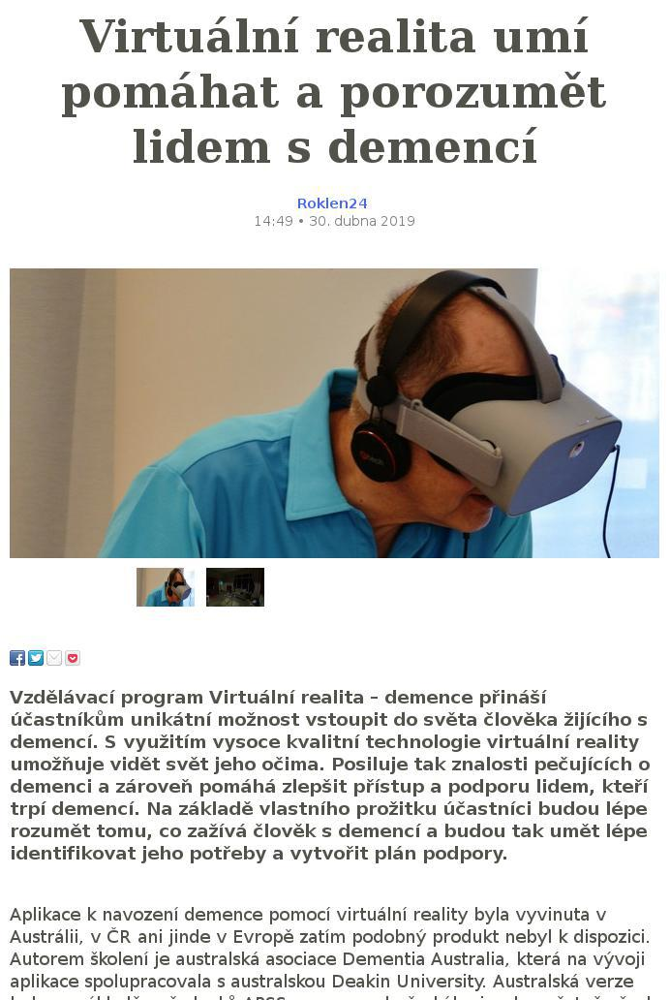 Virtuální realita umí
pomáhat a porozumět
lidem s demencí
Roklen24
14:49 • 30. dubna 2019
Vzdělávací program Virtuální realita – demence přináší
účastníkům unikátní možnost vstoupit do světa člověka žijícího s
demencí. S využitím vysoce kvalitní technologie virtuální reality
umožňuje vidět svět jeho očima. Posiluje tak znalosti pečujících o
demenci a zároveň pomáhá zlepšit přístup a podporu lidem, kteří
trpí demencí. Na základě vlastního prožitku účastníci budou lépe
rozumět tomu, co zažívá člověk s demencí a budou tak umět lépe
identifikovat jeho potřeby a vytvořit plán podpory.
Aplikace k navození demence pomocí virtuální reality byla vyvinuta v
Austrálii, v ČR ani jinde v Evropě zatím podobný produkt nebyl k dispozici.
Autorem školení je australská asociace Dementia Australia, která na vývoji
aplikace spolupracovala s australskou Deakin University. Australská verze